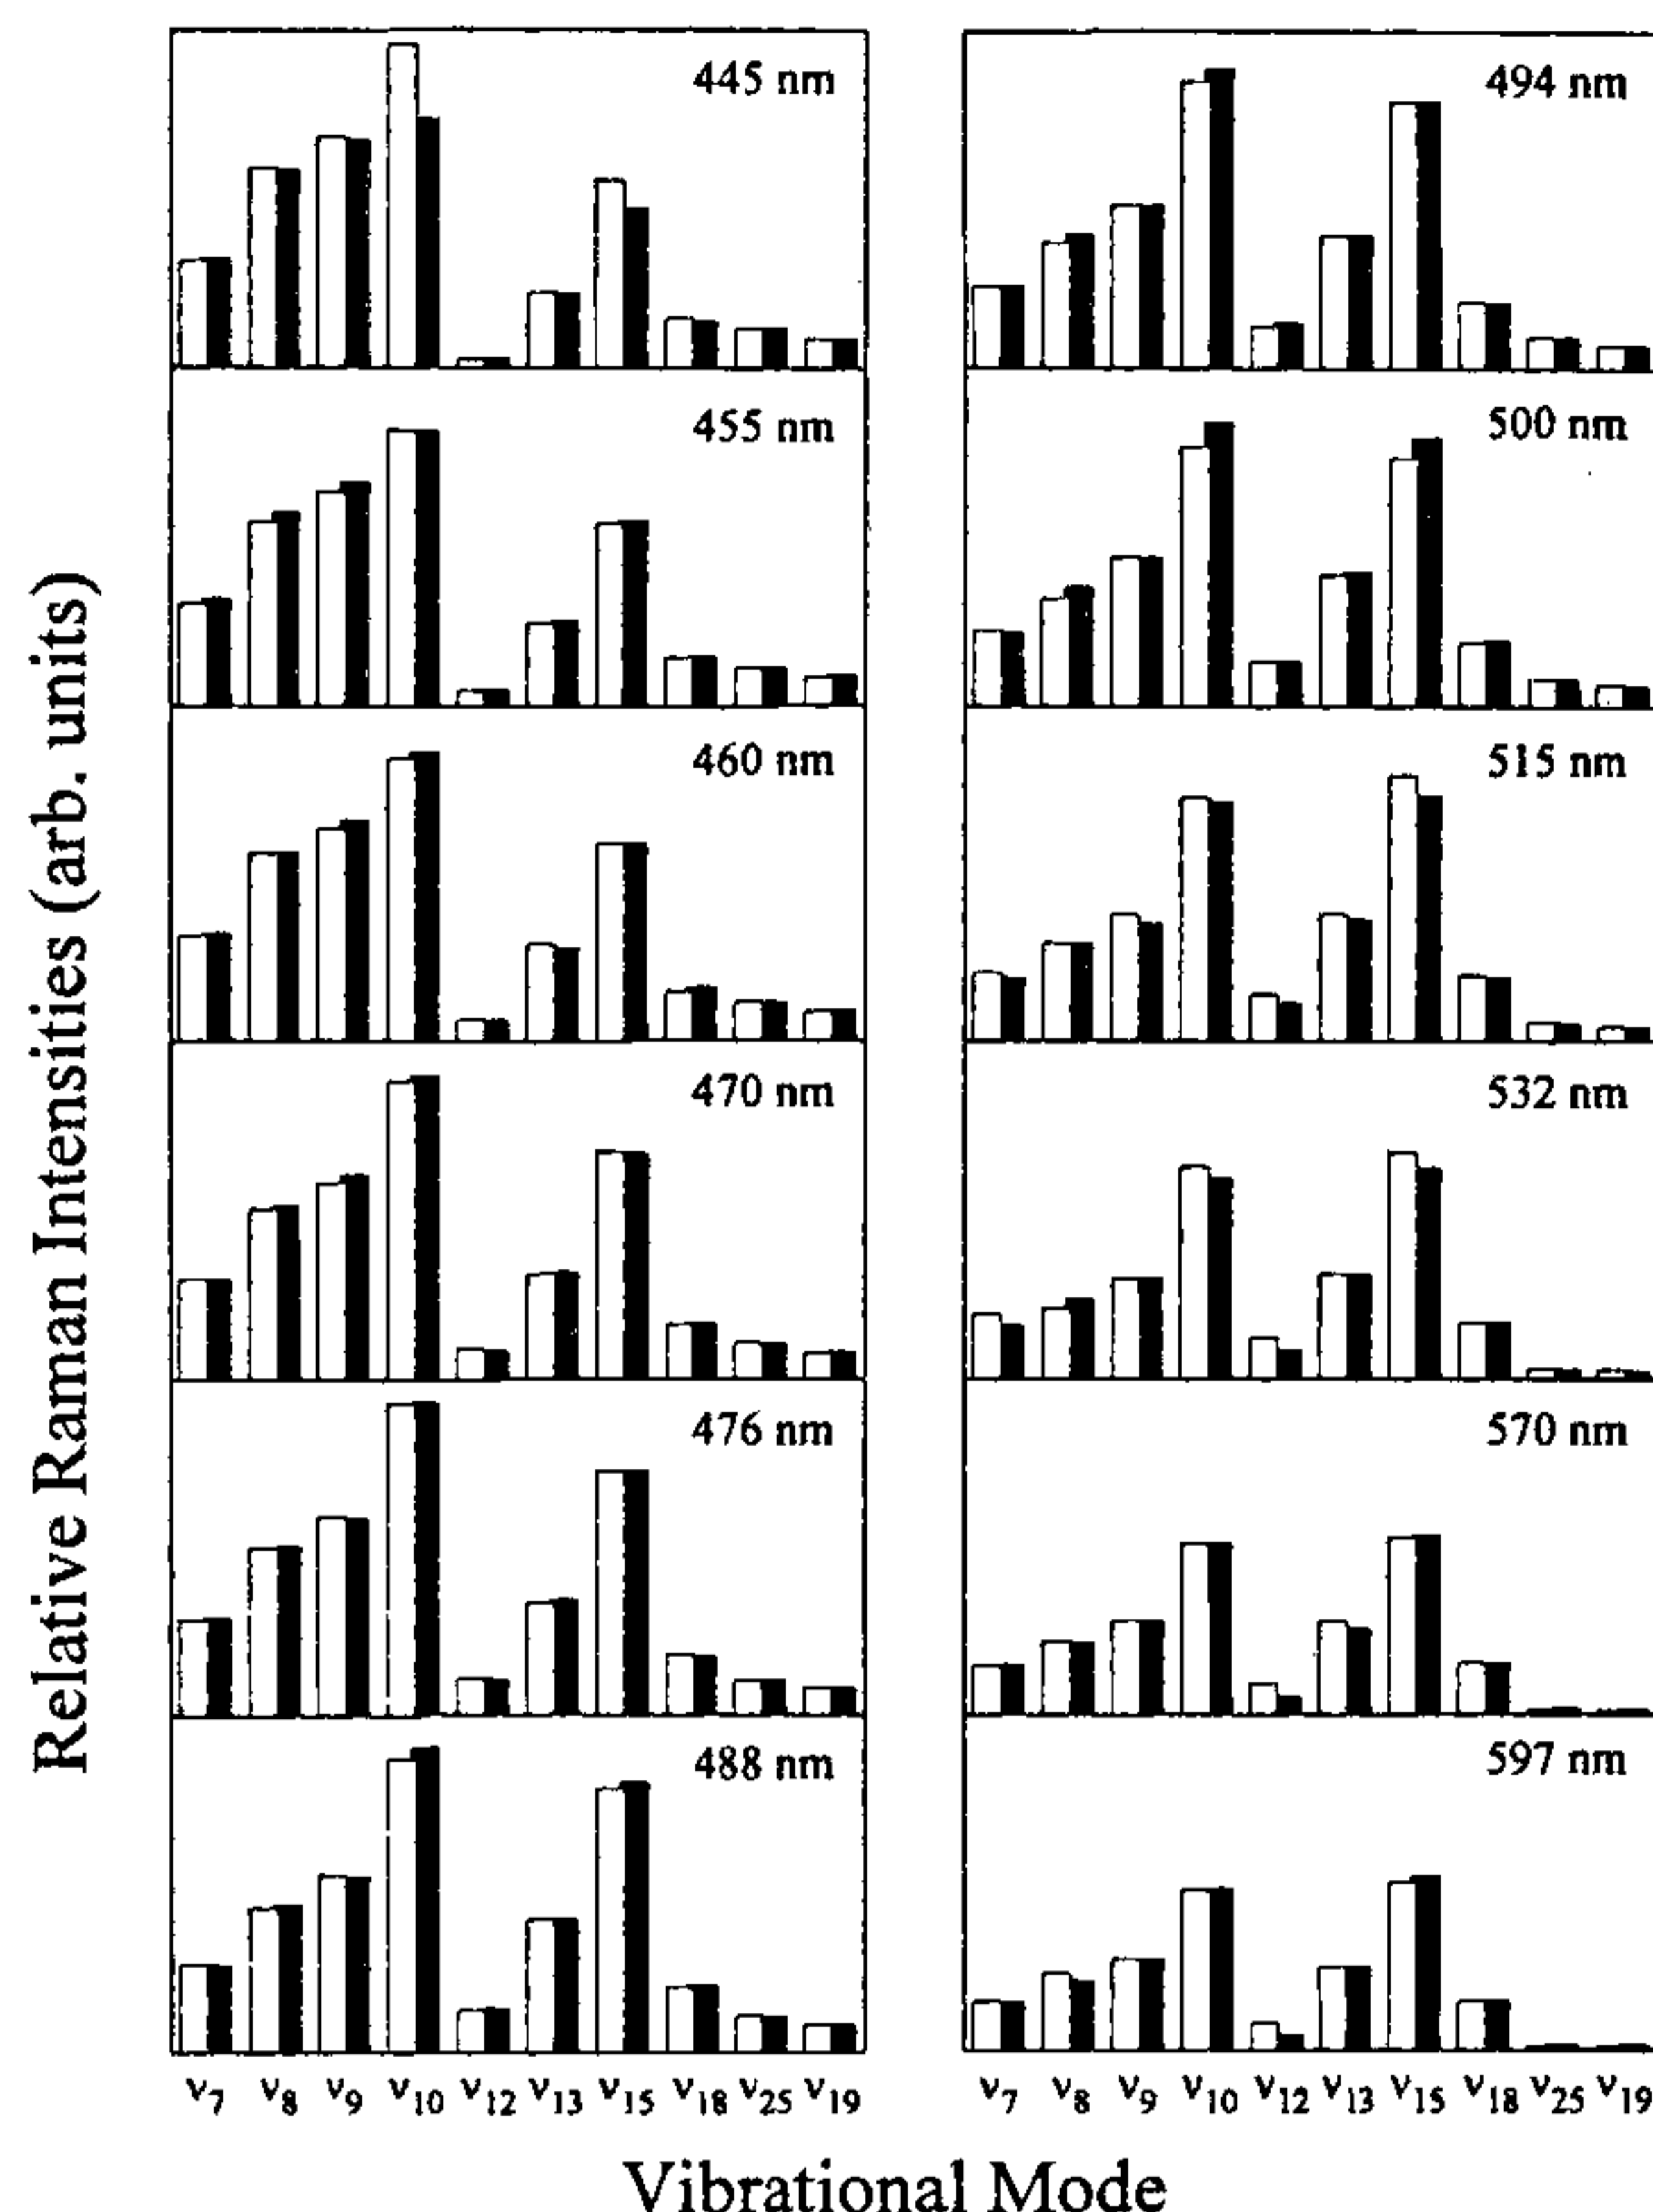 Relative Raman Intensities (arb. units)
445 nm
455 nm
460 nm
470 nm
476 nm
488 nm
ν7 ν8 ν9 ν10 ν12 ν13 ν15 ν18 ν25 ν19
494 nm
500 nm
515 nm
532 nm
570 nm
597 nm
ν7 ν8 ν9 ν10 ν12 ν13 ν15 ν18 ν25 ν19
Vibrational Mode